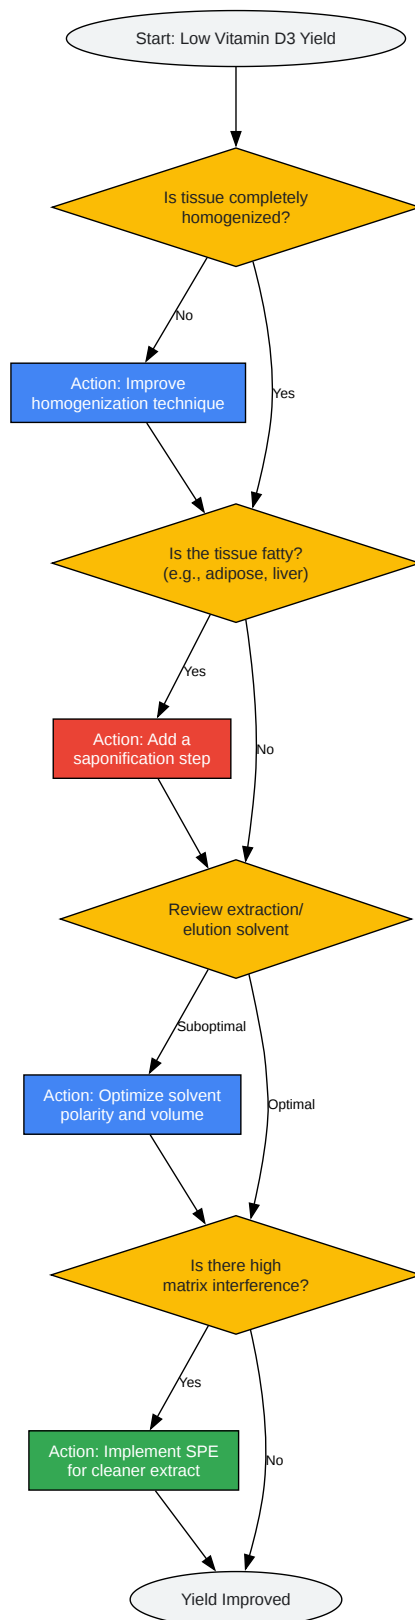 Start: Low Vitamin D3 Yield
Is tissue completely
homogenized?
No
Action: Improve
homogenization technique
Yes
Is the tissue fatty?
(e.g., adipose, liver)
Yes
Action: Add a
saponification step
No
Review extraction/
elution solvent
Suboptimal
Action: Optimize solvent
polarity and volume
Optimal
Is there high
matrix interference?
Yes
Action: Implement SPE
for cleaner extract
No
Yield Improved